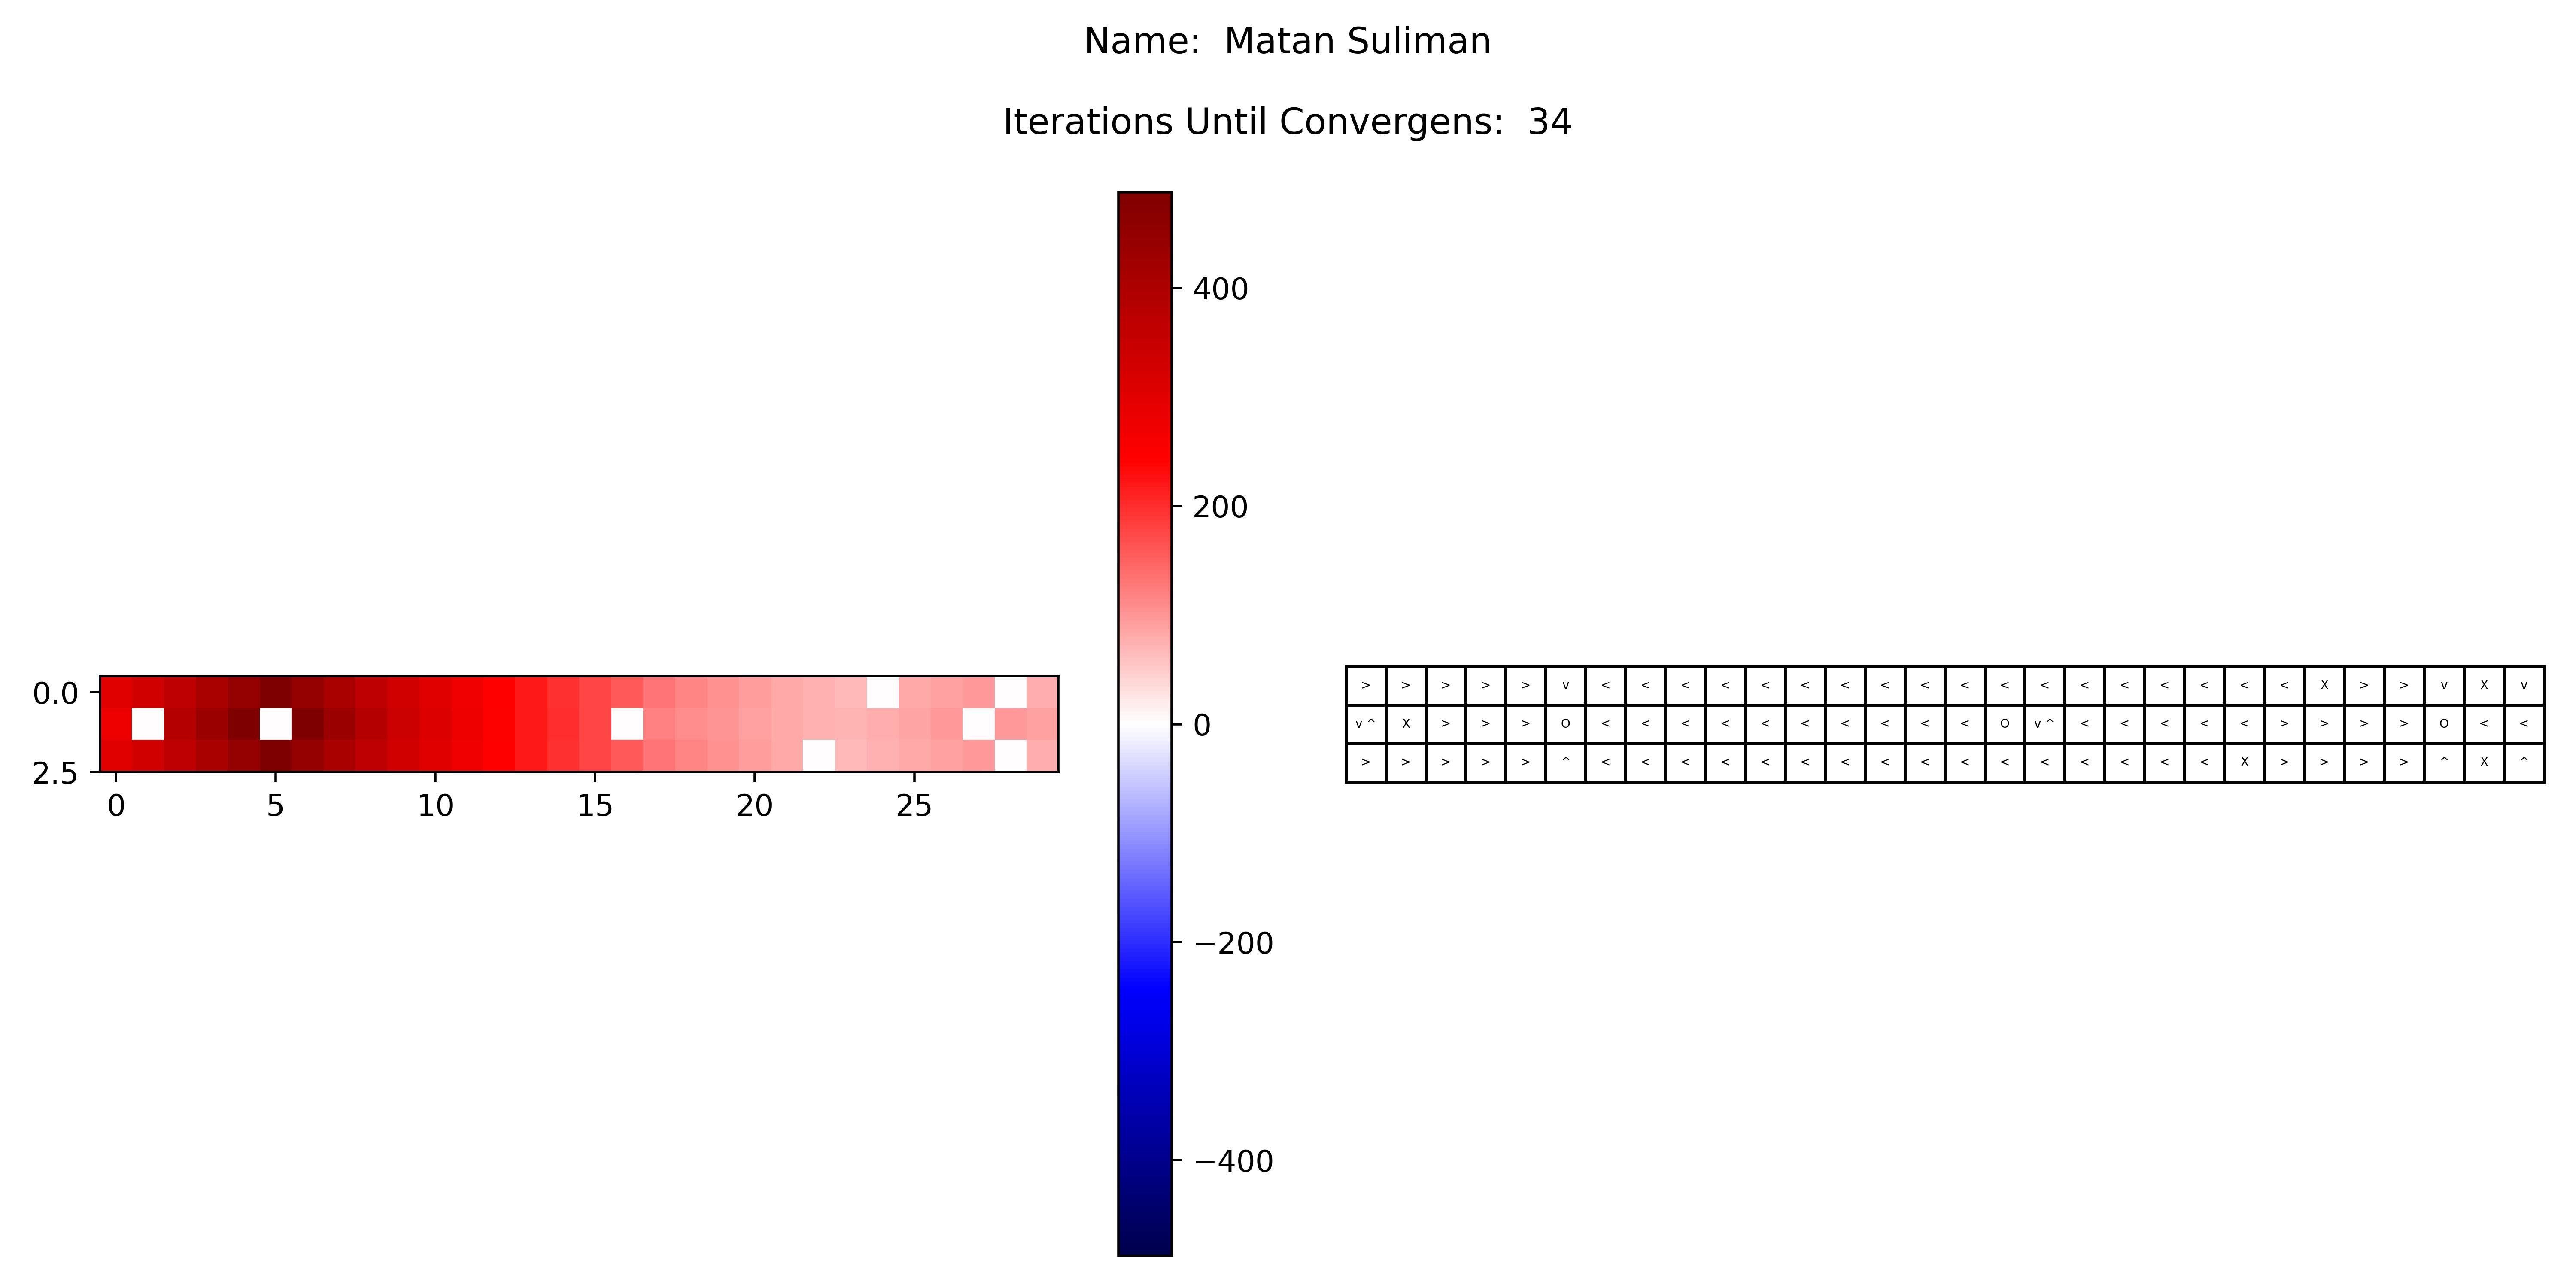 Name:  Matan Suliman
Iterations Until Convergens:  34
400
200
0
−200
−400
0.0
2.5
0 5 10 15 20 25
> > > > > v < < < < < < < < < < < < < < < < < < X > > v X v
v ^ X > > > O < < < < < < < < < < O v ^ < < < < < > > > > O < <
> > > > > ^ < < < < < < < < < < < < < < < < X > > > > ^ X ^